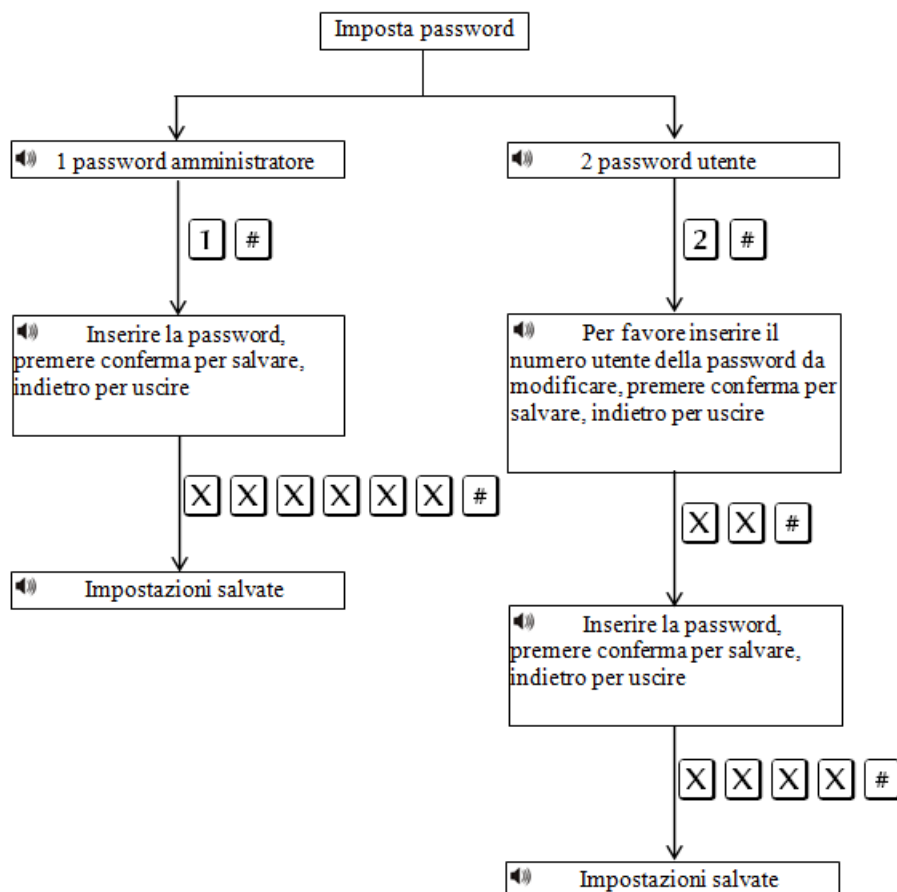 Imposta password
1 password amministratore
2 password utente
1 #
2 #
Inserire la password,
premere conferma per salvare,
indietro per uscire
Per favore inserire il
numero utente della password da
modificare, premere conferma per
salvare, indietro per uscire
X X X X X X #
X X #
Impostazioni salvate
Inserire la password,
premere conferma per salvare,
indietro per uscire
X X X X #
Impostazioni salvate